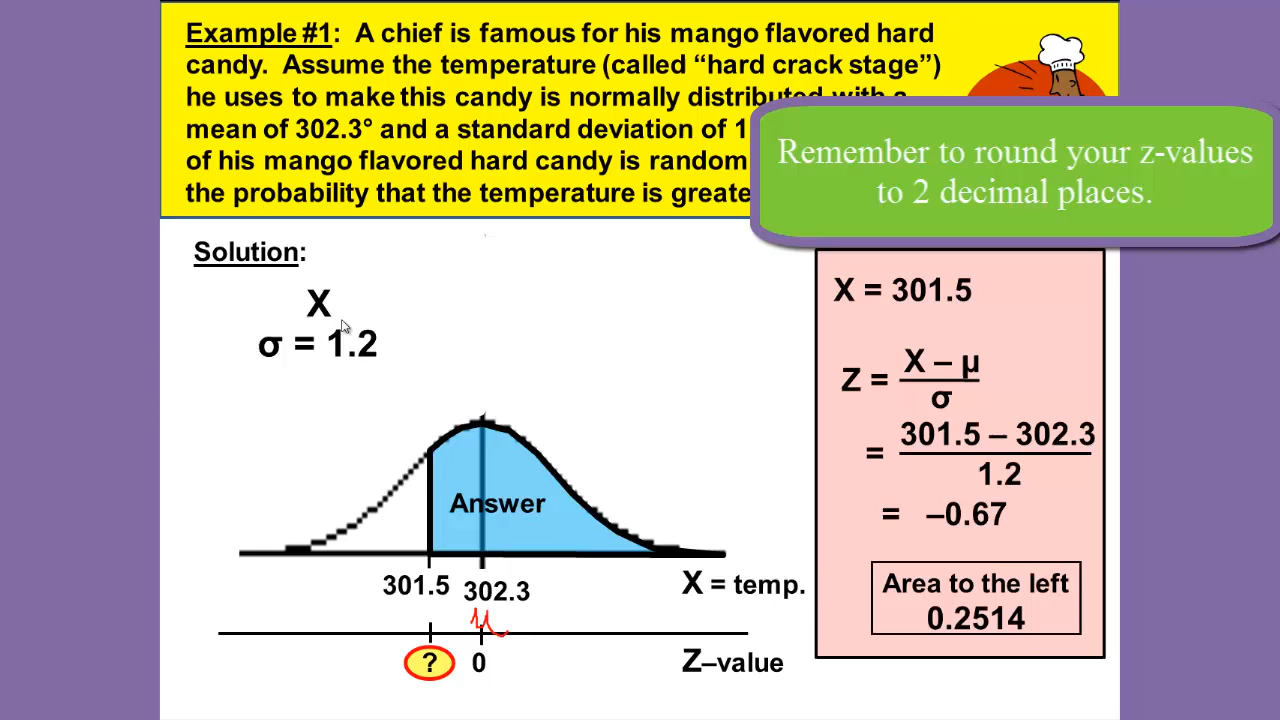 Example #1: A chief is famous for his mango flavored hard
candy. Assume the temperature (called “hard crack stage”)
he uses to make this candy is normally distributed with a
mean of 302.3° and a standard deviation of 1
of his mango flavored hard candy is random
the probability that the temperature is greate
Remember to round your z-values
to 2 decimal places.
Solution:
X
σ = 1.2
Answer
301.5 302.3
X = temp.
μ
? 0
Z–value
X = 301.5
Z = X – μ
σ
= 301.5 – 302.3
1.2
= –0.67
Area to the left
0.2514